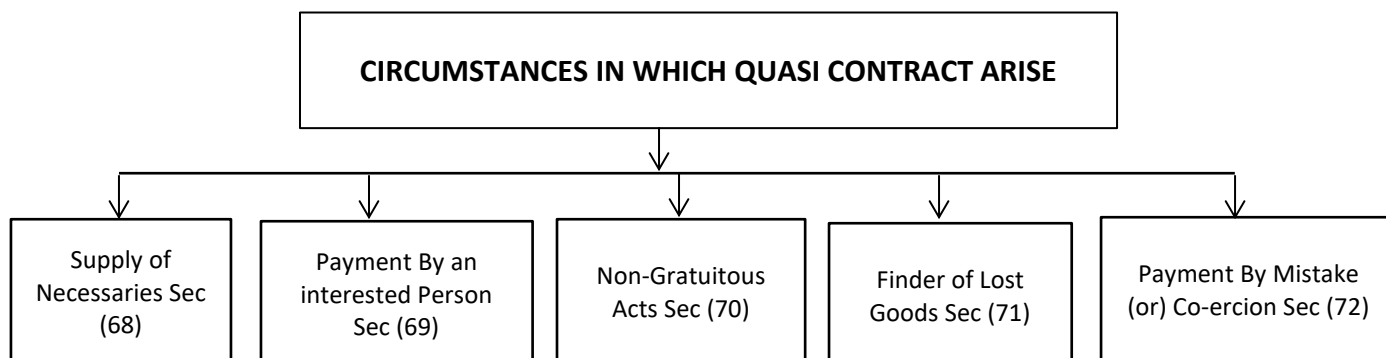 CIRCUMSTANCES IN WHICH QUASI CONTRACT ARISE
Supply of
Necessaries Sec
(68)
Payment By an
interested Person
Sec (69)
Non-Gratuitous
Acts Sec (70)
Finder of Lost
Goods Sec (71)
Payment By Mistake
(or) Co-ercion Sec (72)